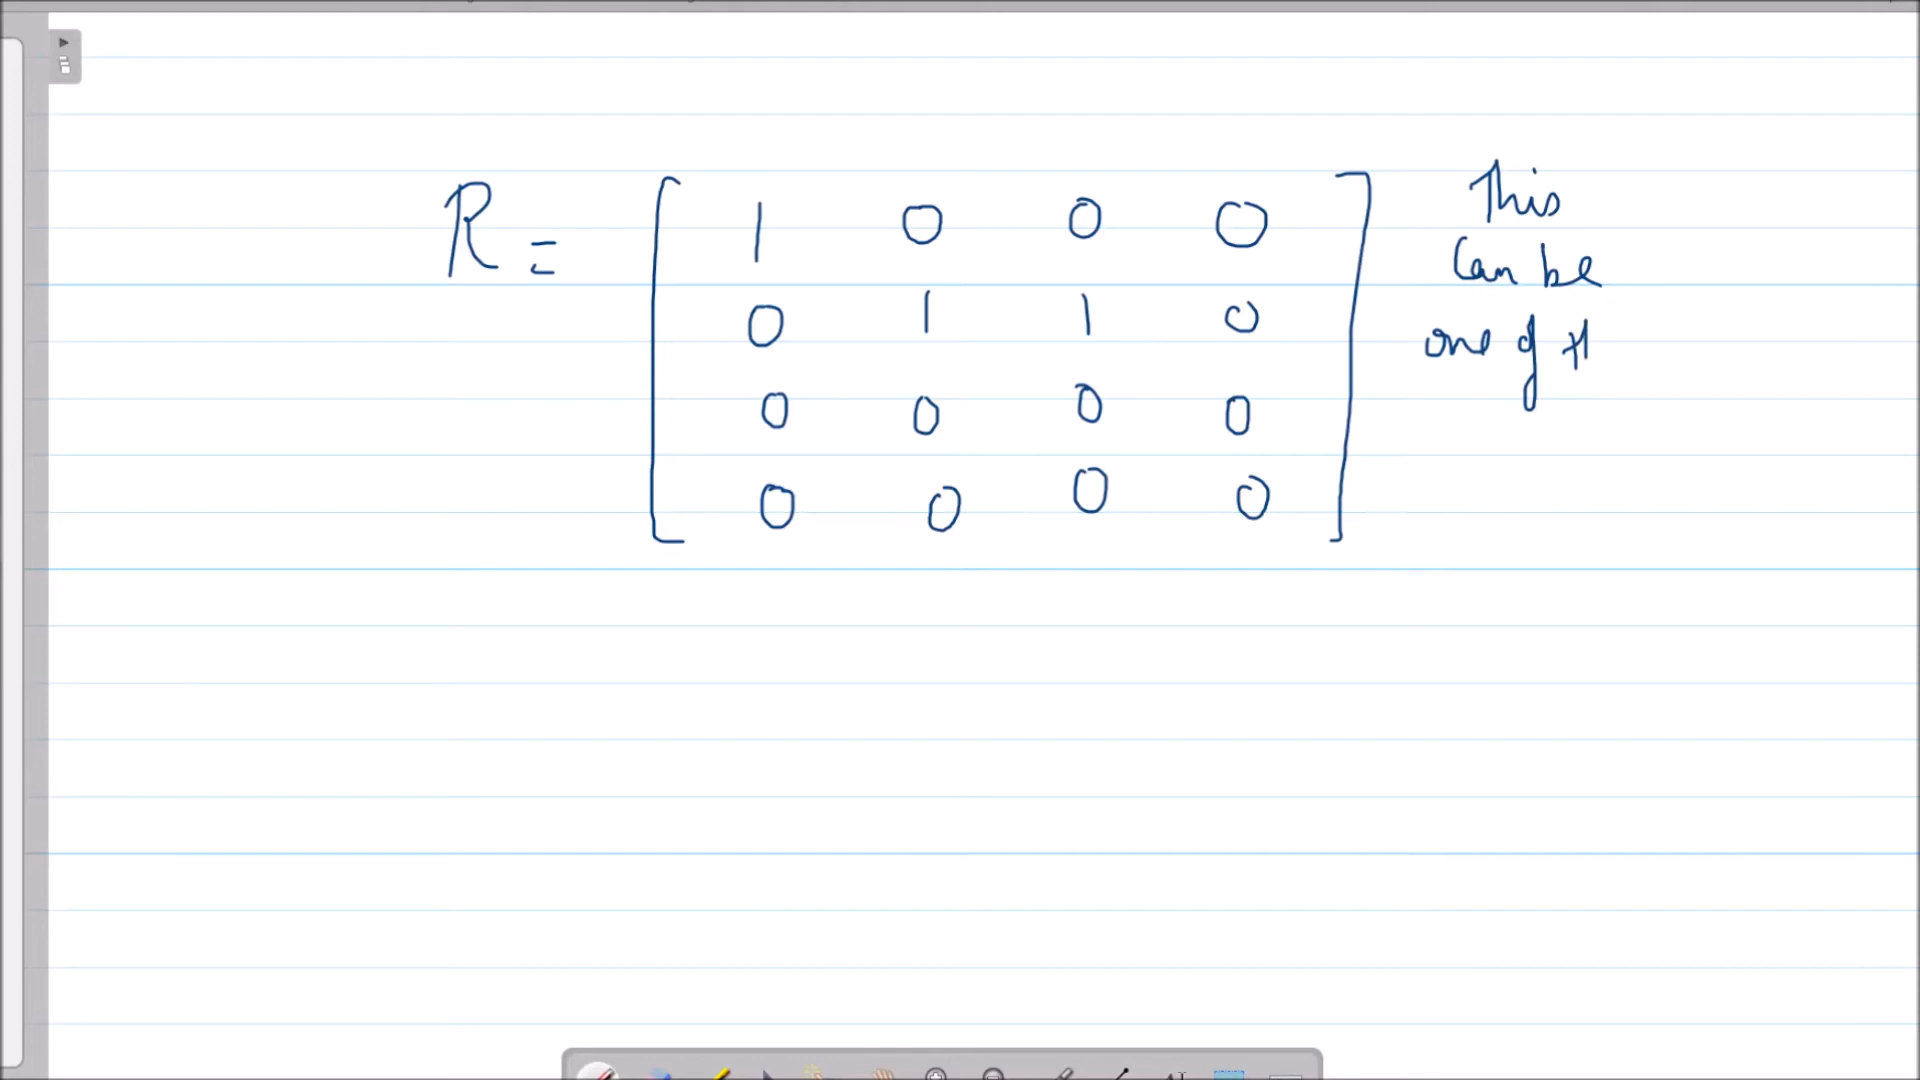 R = [ 1 0 0 0
0 1 1 0
0 0 0 0
0 0 0 0 ]
This
Can be
one of